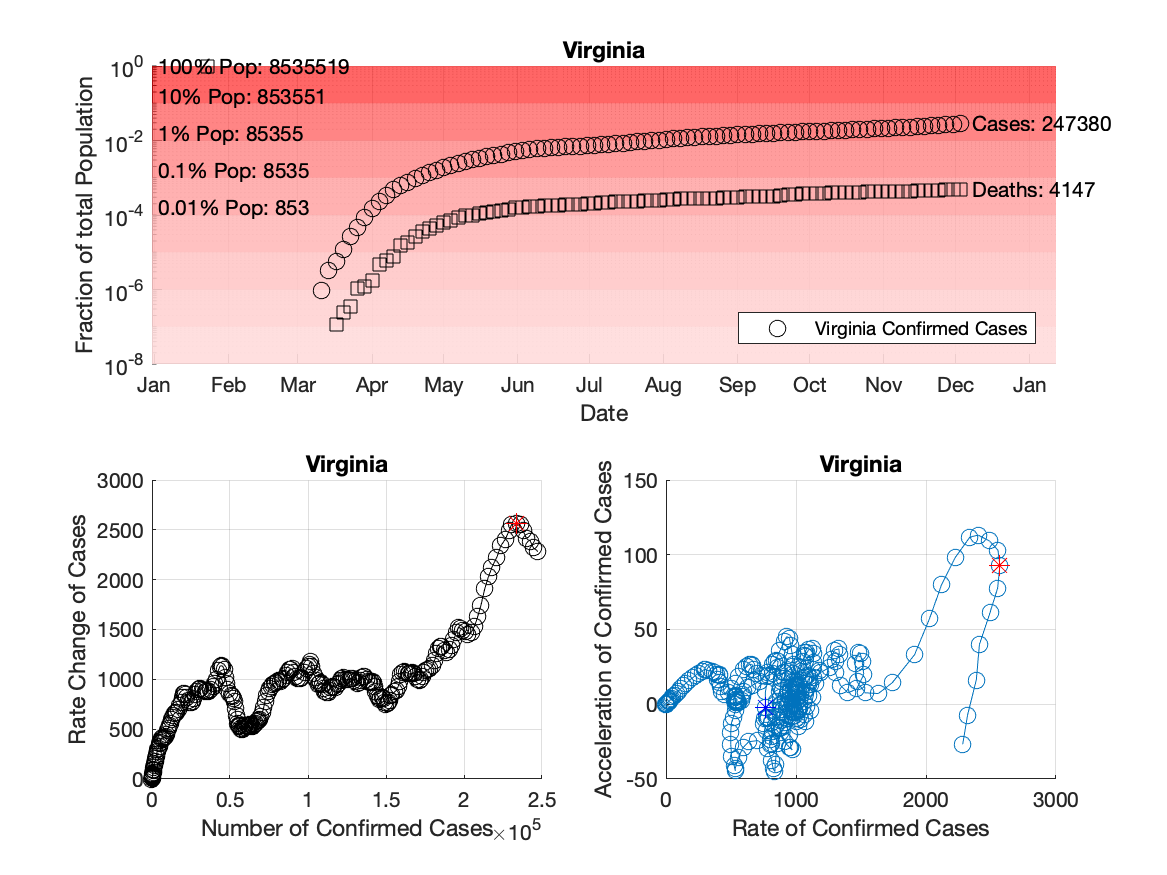 Virginia
10^0
10^-2
10^-4
10^-6
10^-8
Fraction of total Population
100% Pop: 8535519
10% Pop: 853551
1% Pop: 85355
0.1% Pop: 8535
0.01% Pop: 853
Cases: 247380
Deaths: 4147
Virginia Confirmed Cases
Jan Feb Mar Apr May Jun Jul Aug Sep Oct Nov Dec Jan
Date
Virginia
3000
2500
2000
1500
1000
500
0
Rate Change of Cases
0 0.5 1 1.5 2 2.5
Number of Confirmed Cases ×10^5
Virginia
150
100
50
0
-50
Acceleration of Confirmed Cases
0 1000 2000 3000
Rate of Confirmed Cases